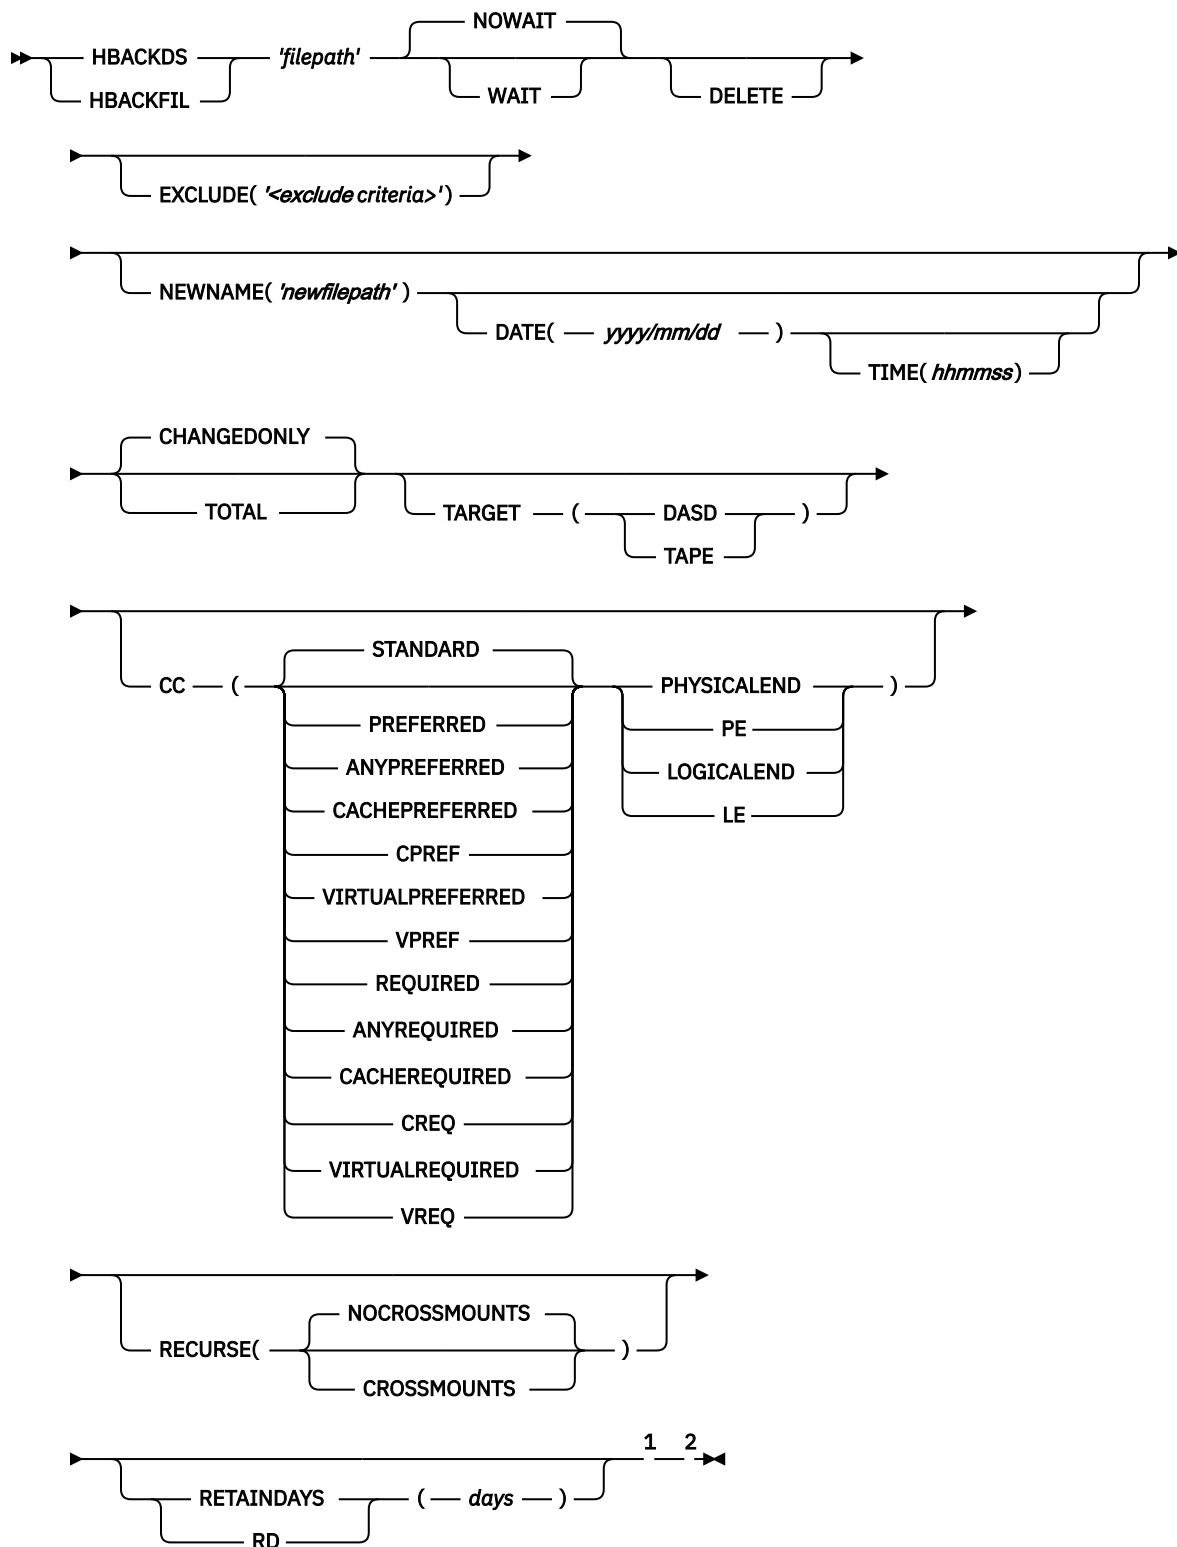 NOWAIT
HBACKDS 'filepath'
HBACKFIL WAIT DELETE
EXCLUDE( '<exclude criteria>' )
NEWNAME( 'newfilepath' )
DATE( yyyy/mm/dd )
TIME( hhmmss)
CHANGEDONLY
TOTAL TARGET ( DASD )
TAPE
STANDARD
CC ( PHYSICALEND )
PREFERRED PE
ANYPREFERRED LOGICALEND
CACHEPREFERRED LE
CPREF
VIRTUALPREFERRED
VPREF
REQUIRED
ANYREQUIRED
CACHEREQUIRED
CREQ
VIRTUALREQUIRED
VREQ
NOCROSSMOUNTS
RECURSE( )
CROSSMOUNTS
1 2
RETAINDAYS ( days )
RD